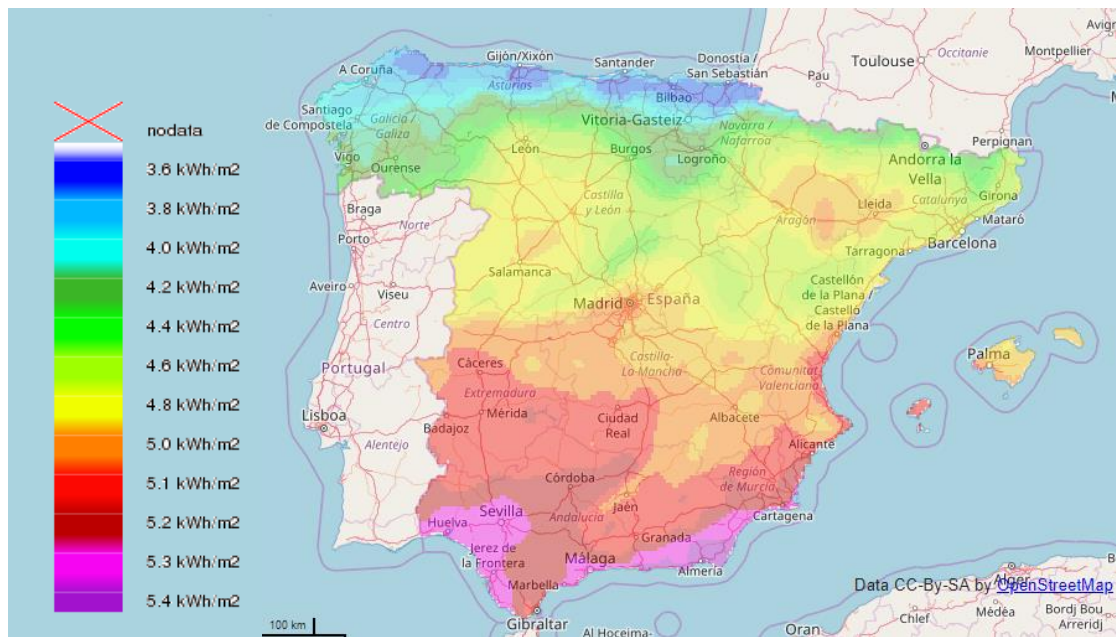 nodata
3.6 kWh/m2
3.8 kWh/m2
4.0 kWh/m2
4.2 kWh/m2
4.4 kWh/m2
4.6 kWh/m2
4.8 kWh/m2
5.0 kWh/m2
5.1 kWh/m2
5.2 kWh/m2
5.3 kWh/m2
5.4 kWh/m2
A Coruña
Gijón/Xixón
Santander
Donostia /
San Sebastián
Asturias
Bilbao
Santiago
de Compostela
Galicia /
Galiza
Vitoria-Gasteiz
Navarra /
Nafarroa
Vigo
Ourense
León
Burgos
Logroño
Pau
Toulouse
Occitanie
Montpellier
Perpignan
Andorra la
Vella
Girona
Braga
Norte
Porto
Castilla
y León
Aragón
Lleida
Catalunya
Mataró
Barcelona
Tarragona
Salamanca
Aveiro
Viseu
Centro
Madrid
España
Castellón
de la Plana /
Castelló
de la Plana
Portugal
Cáceres
Castilla-
La Mancha
Comunitat
Valenciana
Palma
Extremadura
Lisboa
Mérida
Badajoz
Ciudad
Real
Albacete
Alentejo
Alicante
Córdoba
Región
de Murcia
Sevilla
Jaén
Huelva
Andalucía
Cartagena
Granada
Jerez de
la Frontera
Málaga
Almería
Marbella
Gibraltar
Data CC-By-SA by OpenStreetMap
Alger
Médéa
Bordj Bou
Arreridj
Chlef
Oran
Al Hoceima-
100 km